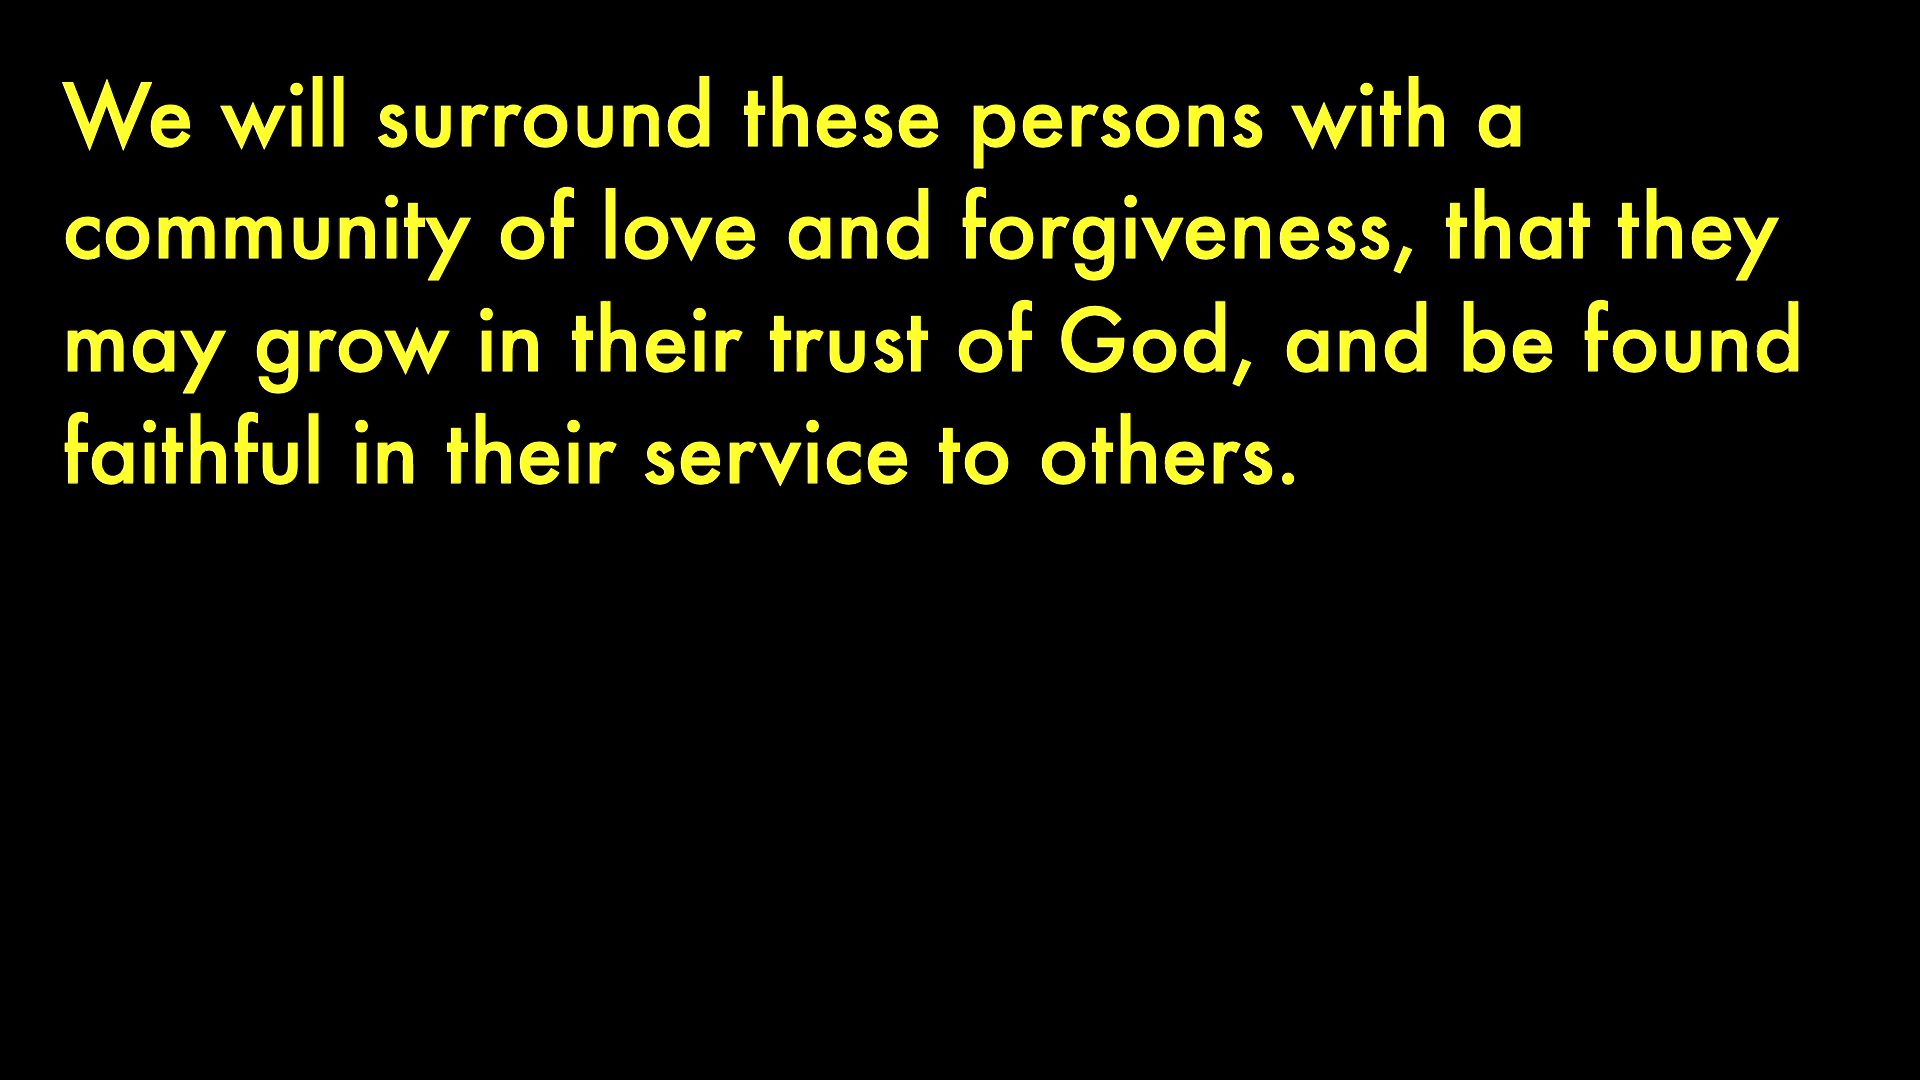 We will surround these persons with a
community of love and forgiveness, that they
may grow in their trust of God, and be found
faithful in their service to others.